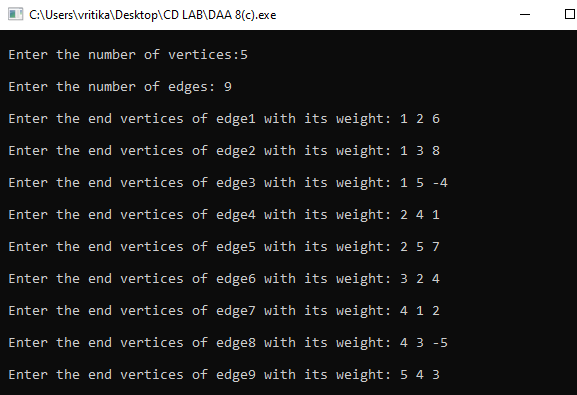 C:\Users\vritika\Desktop\CD LAB\DAA 8(c).exe
Enter the number of vertices:5
Enter the number of edges: 9
Enter the end vertices of edge1 with its weight: 1 2 6
Enter the end vertices of edge2 with its weight: 1 3 8
Enter the end vertices of edge3 with its weight: 1 5 -4
Enter the end vertices of edge4 with its weight: 2 4 1
Enter the end vertices of edge5 with its weight: 2 5 7
Enter the end vertices of edge6 with its weight: 3 2 4
Enter the end vertices of edge7 with its weight: 4 1 2
Enter the end vertices of edge8 with its weight: 4 3 -5
Enter the end vertices of edge9 with its weight: 5 4 3